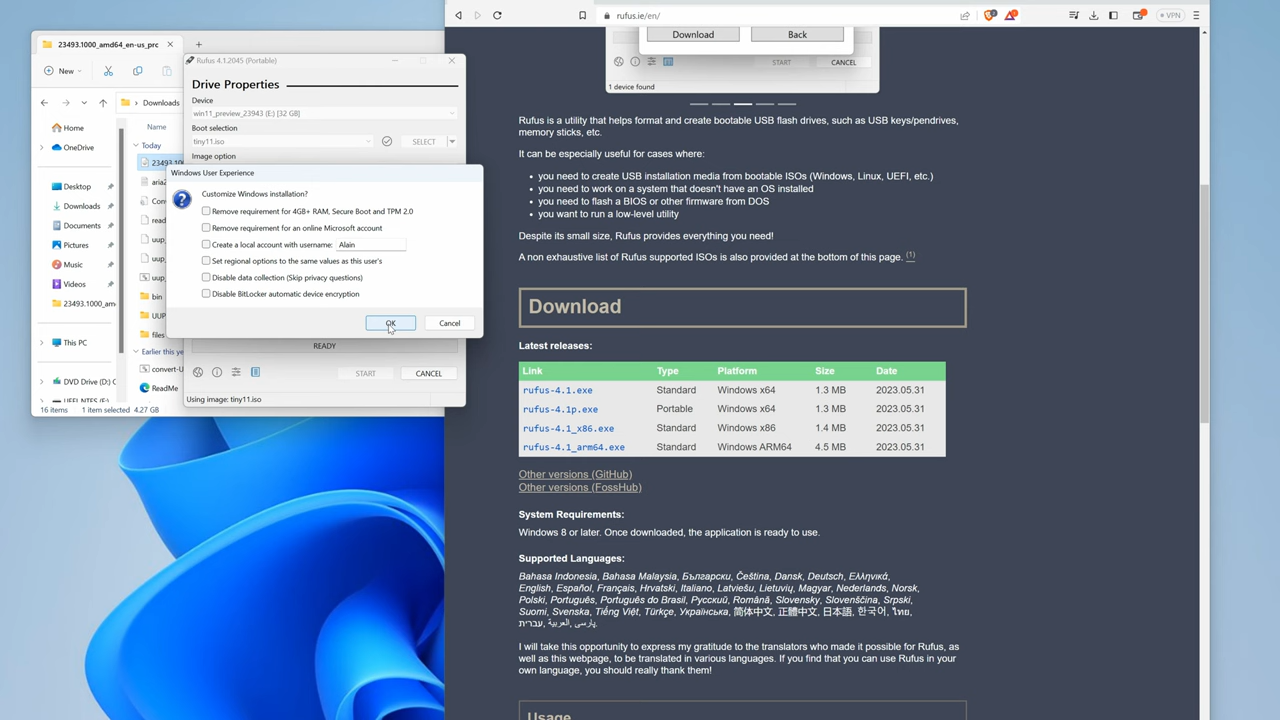 23493.1000_amd64_en-us_prc
New
Downloads
Name
Home
OneDrive
Desktop
Downloads
Documents
Pictures
Music
Videos
23493.1000_am
This PC
DVD Drive (D:) C
Today
23493.10
aria
Con
read
uup_
uup_
uup_
bin
UUP
files
Earlier this ye
convert-U
ReadMe
16 items
1 item selected 4.27 GB
Rufus 4.1.2045 (Portable)
Drive Properties
Device
win11_preview_23943 (E:) [32 GB]
Boot selection
tiny11.iso
SELECT
Image option
Windows User Experience
Customize Windows installation?
Remove requirement for 4GB+ RAM, Secure Boot and TPM 2.0
Remove requirement for an online Microsoft account
Create a local account with username: Alain
Set regional options to the same values as this user's
Disable data collection (Skip privacy questions)
Disable BitLocker automatic device encryption
OK
Cancel
READY
START
CANCEL
Using image: tiny11.iso
rufus.ie/en/
VPN
Download
Back
START
CANCEL
1 device found
Rufus is a utility that helps format and create bootable USB flash drives, such as USB keys/pendrives,
memory sticks, etc.
It can be especially useful for cases where:
• you need to create USB installation media from bootable ISOs (Windows, Linux, UEFI, etc.)
• you need to work on a system that doesn't have an OS installed
• you need to flash a BIOS or other firmware from DOS
• you want to run a low-level utility
Despite its small size, Rufus provides everything you need!
A non exhaustive list of Rufus supported ISOs is also provided at the bottom of this page. (1)
Download
Latest releases:
Link Type Platform Size Date
rufus-4.1.exe Standard Windows x64 1.3 MB 2023.05.31
rufus-4.1p.exe Portable Windows x64 1.3 MB 2023.05.31
rufus-4.1_x86.exe Standard Windows x86 1.4 MB 2023.05.31
rufus-4.1_arm64.exe Standard Windows ARM64 4.5 MB 2023.05.31
Other versions (GitHub)
Other versions (FossHub)
System Requirements:
Windows 8 or later. Once downloaded, the application is ready to use.
Supported Languages:
Bahasa Indonesia, Bahasa Malaysia, Български, Čeština, Dansk, Deutsch, Ελληνικά,
English, Español, Français, Hrvatski, Italiano, Latviešu, Lietuvių, Magyar, Nederlands, Norsk,
Polski, Português, Português do Brasil, Русский, Română, Slovensky, Slovenščina, Srpski,
Suomi, Svenska, Tiếng Việt, Türkçe, Українська, 简体中文, 正體中文, 日本語, 한국어, ไทย,
עברית, العربية, پارسی.
I will take this opportunity to express my gratitude to the translators who made it possible for Rufus, as
well as this webpage, to be translated in various languages. If you find that you can use Rufus in your
own language, you should really thank them!
Usage